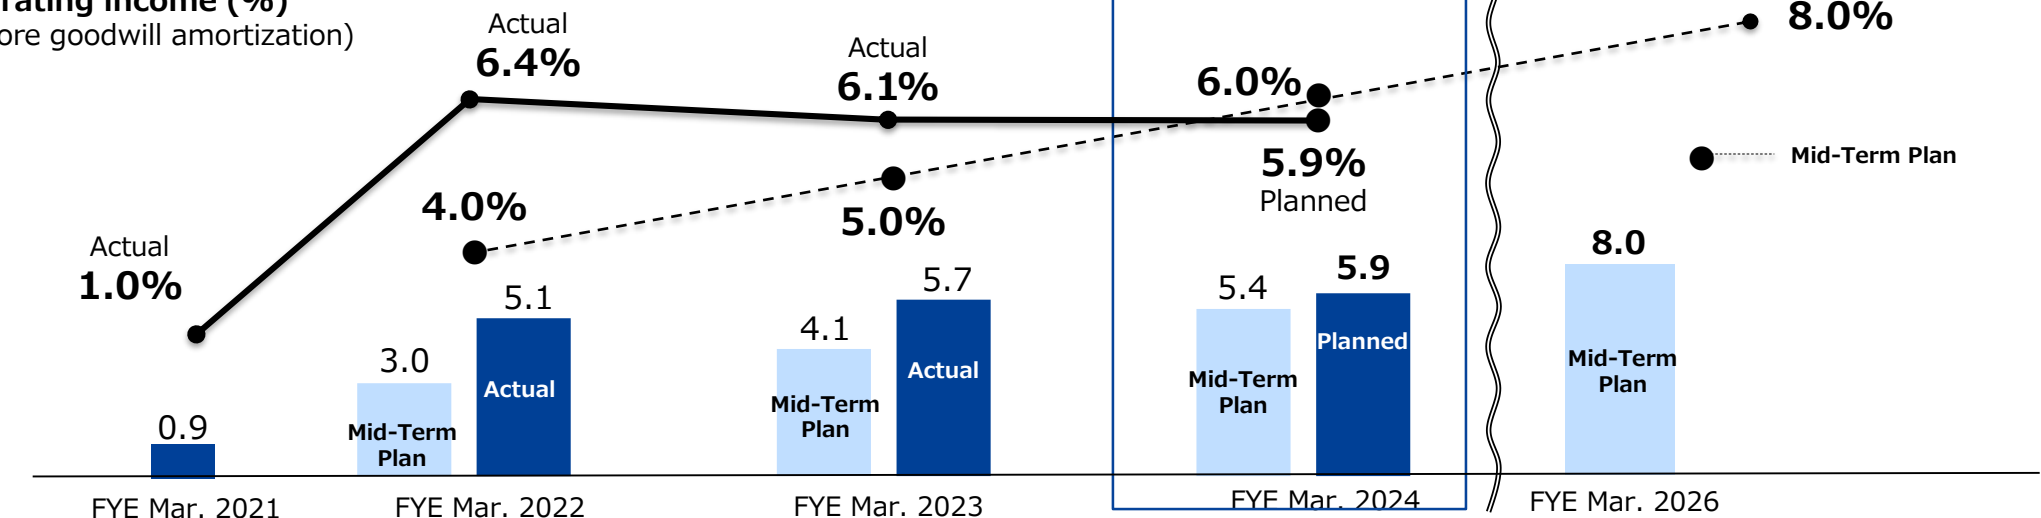 rating income (%)
ore goodwill amortization)
Actual
6.4%
Actual
6.1%
6.0%
8.0%
5.9%
Planned
Mid-Term Plan
4.0%
5.0%
Actual
1.0%
0.9
3.0
Mid-Term
Plan
5.1
Actual
4.1
Mid-Term
Plan
5.7
Actual
5.4
Mid-Term
Plan
5.9
Planned
8.0
Mid-Term
Plan
FYE Mar. 2021
FYE Mar. 2022
FYE Mar. 2023
FYE Mar. 2024
FYE Mar. 2026